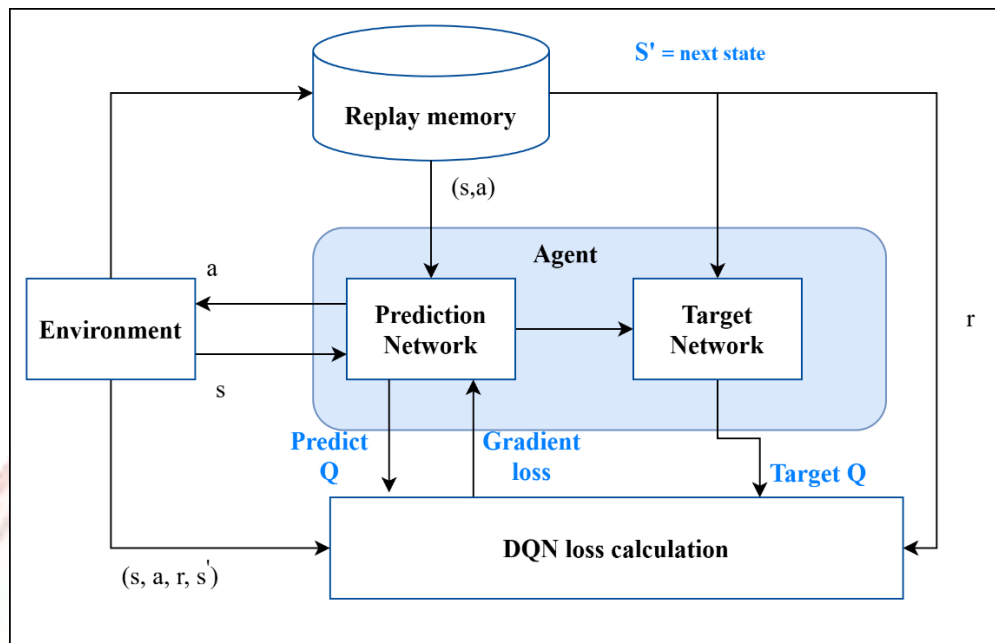 S' = next state
Replay memory
(s,a)
Agent
a
Environment
Prediction
Network
Target
Network
r
s
Predict
Q
Gradient
loss
Target Q
DQN loss calculation
(s, a, r, s')